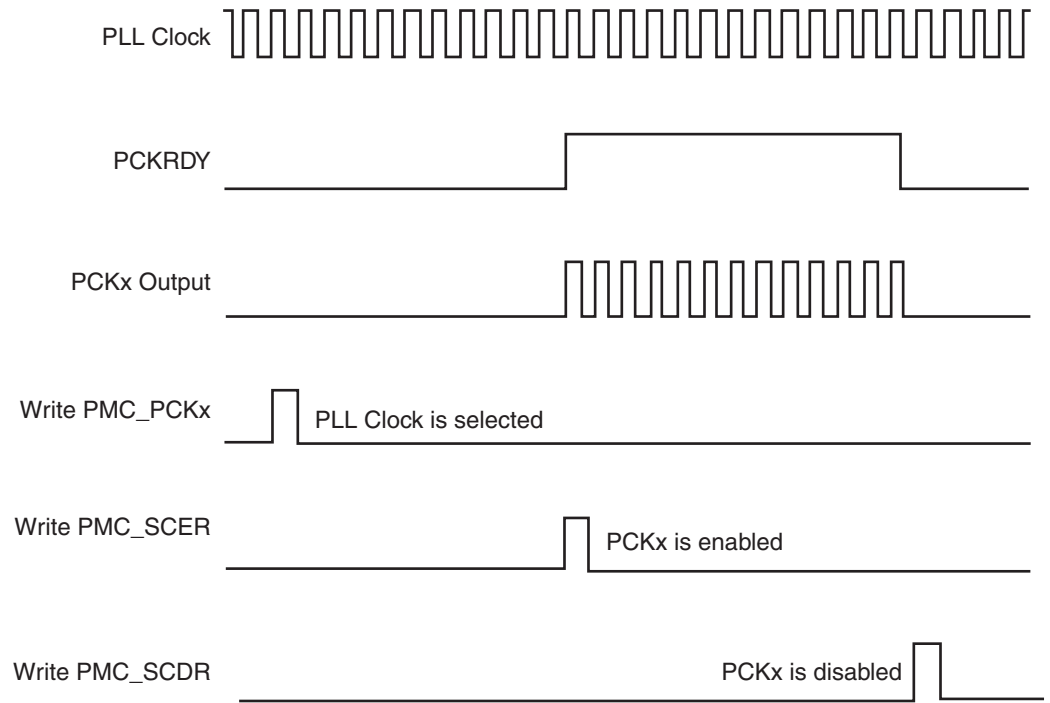 PLL Clock
PCKRDY
PCKx Output
Write PMC_PCKx
PLL Clock is selected
Write PMC_SCER
PCKx is enabled
Write PMC_SCDR
PCKx is disabled